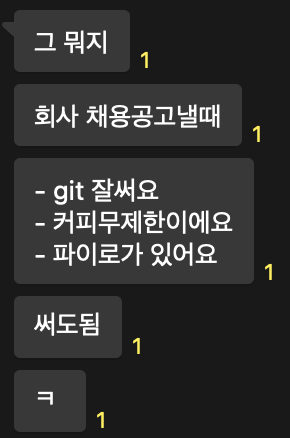 그 뭐지
1
회사 채용공고낼때
1
- git 잘써요
- 커피무제한이에요
- 파이로가 있어요
1
써도됨
1
ㅋ
1